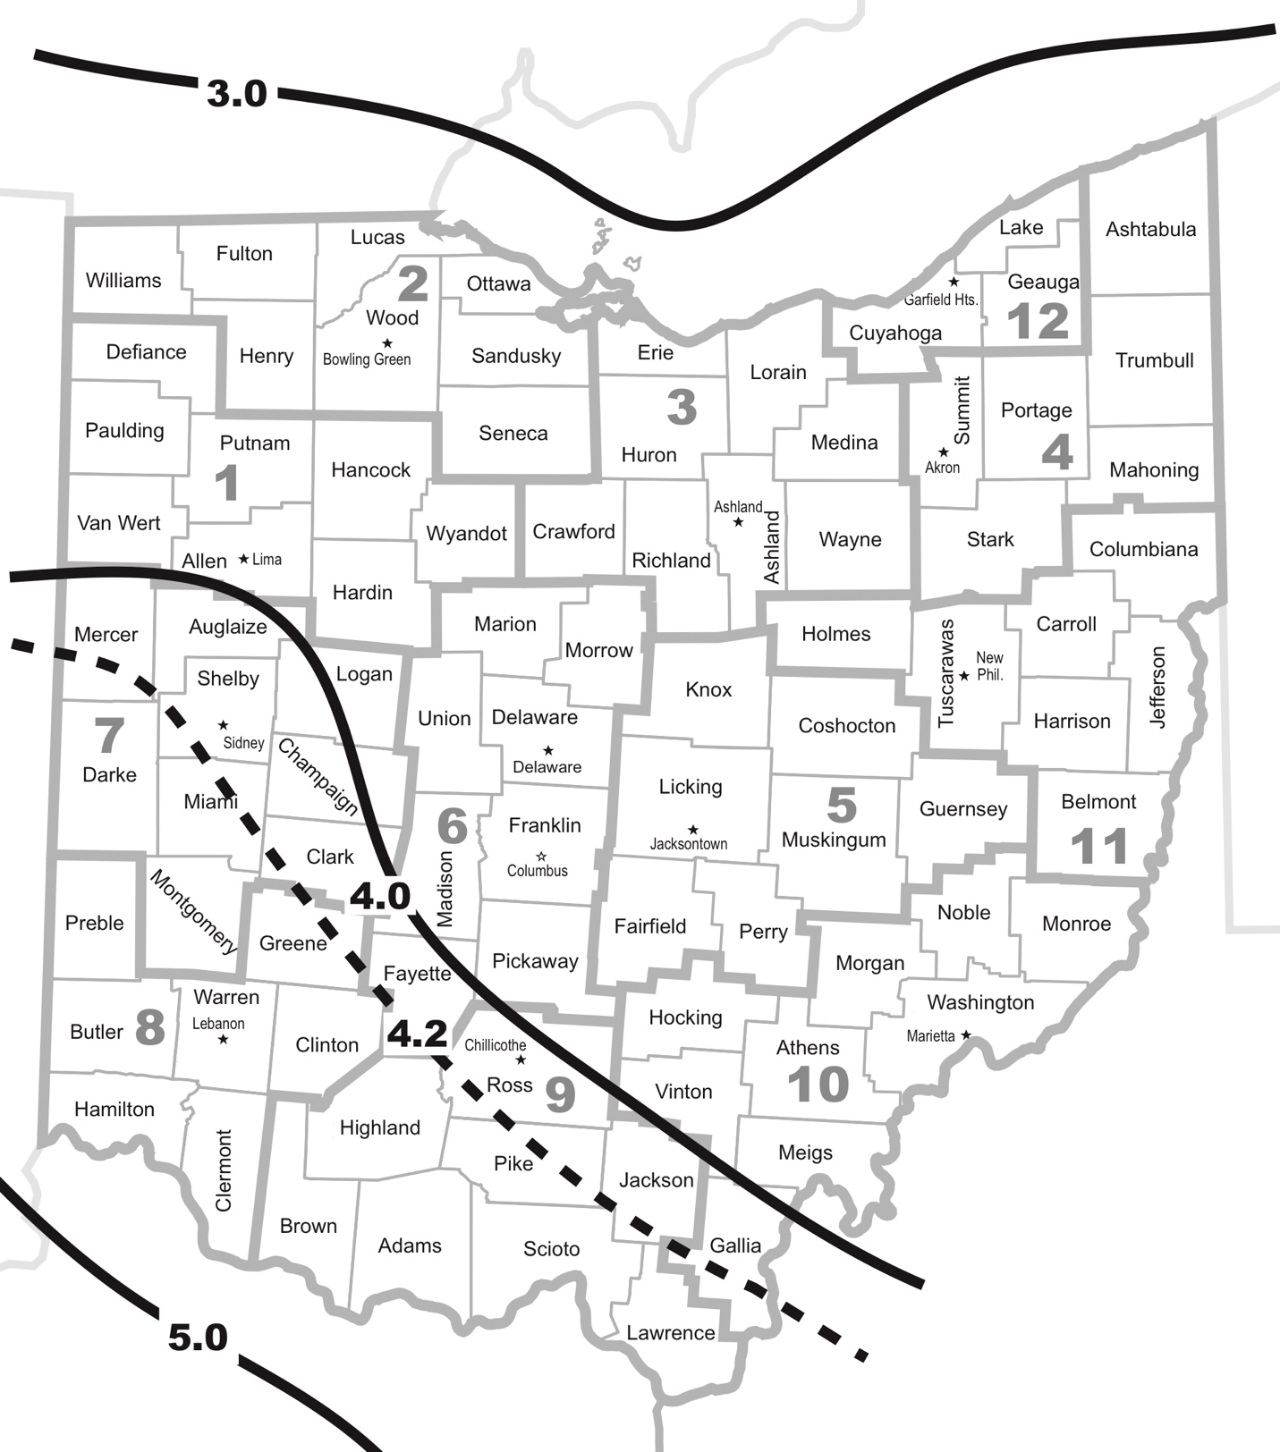 3.0
Lake
Ashtabula
Lucas
Fulton
Williams
2
Ottawa
Geauga
Garfield Hts.
12
Wood
Cuyahoga
Defiance
Henry
Bowling Green
Sandusky
Erie
Lorain
Trumbull
3
Summit
Portage
Paulding
Putnam
Seneca
Medina
4
Huron
Akron
Hancock
Mahoning
1
Van Wert
Ashland
Wyandot
Crawford
Ashland
Wayne
Stark
Columbiana
Allen
Lima
Richland
Hardin
Mercer
Auglaize
Marion
Morrow
Holmes
Carroll
Tuscarawas
New
Phil.
Jefferson
Shelby
Logan
Knox
Union
Delaware
Coshocton
Harrison
7
Sidney
Delaware
Darke
Champaign
Miami
Licking
5
Guernsey
Belmont
6
Franklin
Jacksontown
Muskingum
11
Clark
Columbus
Madison
4.0
Montgomery
Preble
Greene
Fairfield
Perry
Noble
Monroe
Fayette
Pickaway
Morgan
Warren
Washington
Butler
8
Lebanon
4.2
Hocking
Marietta
Clinton
Chillicothe
Athens
Ross
9
Vinton
10
Hamilton
Highland
Clermont
Pike
Jackson
Meigs
Brown
Adams
Scioto
Gallia
5.0
Lawrence